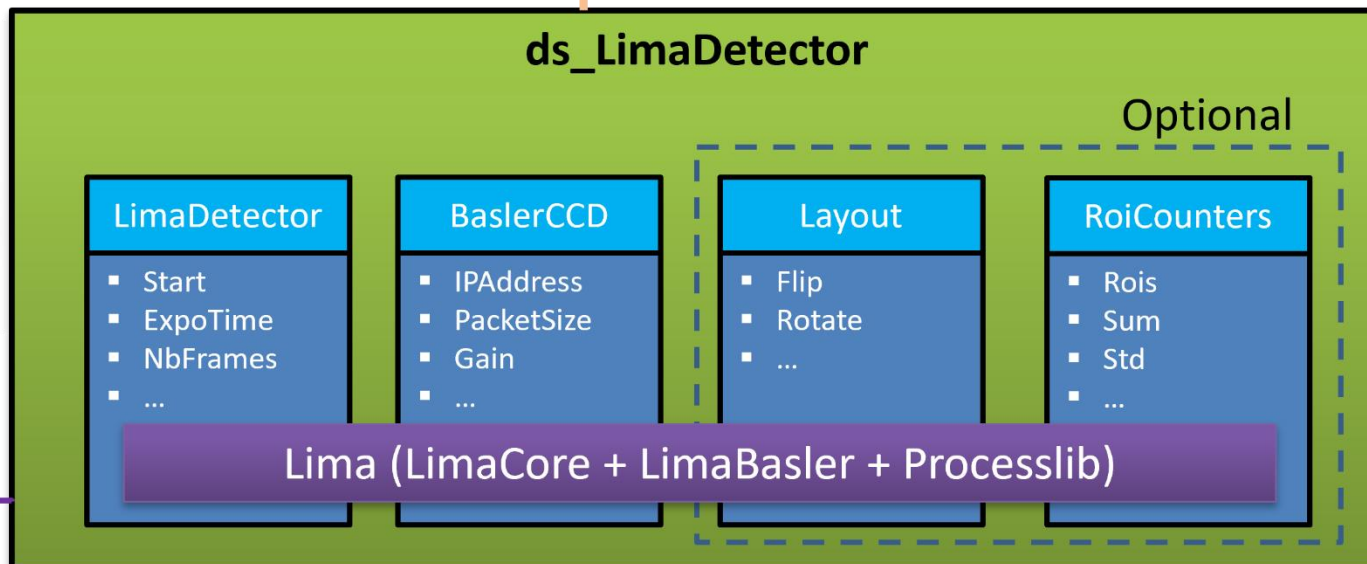 ds_LimaDetector
Optional
LimaDetector
▪ Start
▪ ExpoTime
▪ NbFrames
▪ ...
BaslerCCD
▪ IPAddress
▪ PacketSize
▪ Gain
▪ ...
Layout
▪ Flip
▪ Rotate
▪ ...
RoiCounters
▪ Rois
▪ Sum
▪ Std
▪ ...
Lima (LimaCore + LimaBasler + Processlib)